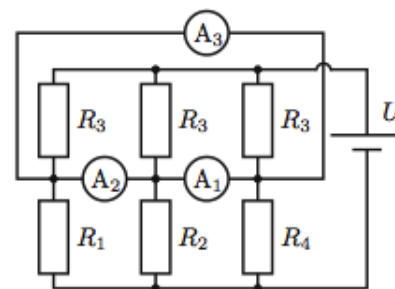 A₃
R₃ R₃ R₃ U
A₂ A₁
R₁ R₂ R₄